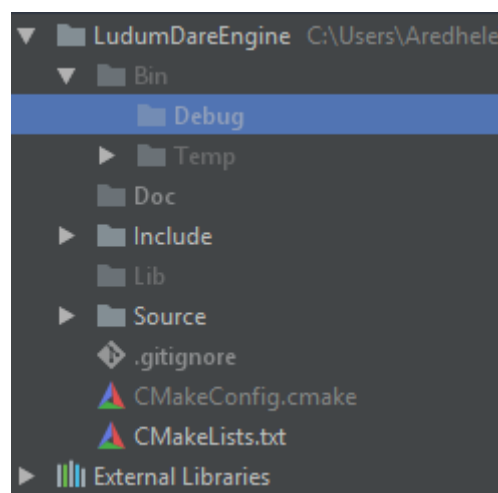 LudumDareEngine C:\Users\Aredhele
Bin
Debug
Temp
Doc
Include
Lib
Source
.gitignore
CMakeConfig.cmake
CMakeLists.txt
External Libraries